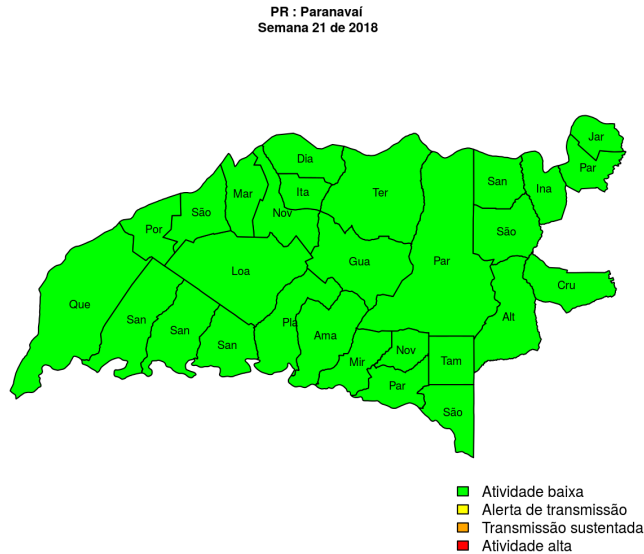 PR : Paranavaí
Semana 21 de 2018
Jar
Par
Dia
San
Ina
Mar
Ita
Ter
São
Nov
Por
São
Par
Gua
Loa
Cru
Que
San
San
Pla
Alt
Ama
San
Nov
Mir
Tam
Par
São
Atividade baixa
Alerta de transmissão
Transmissão sustentada
Atividade alta